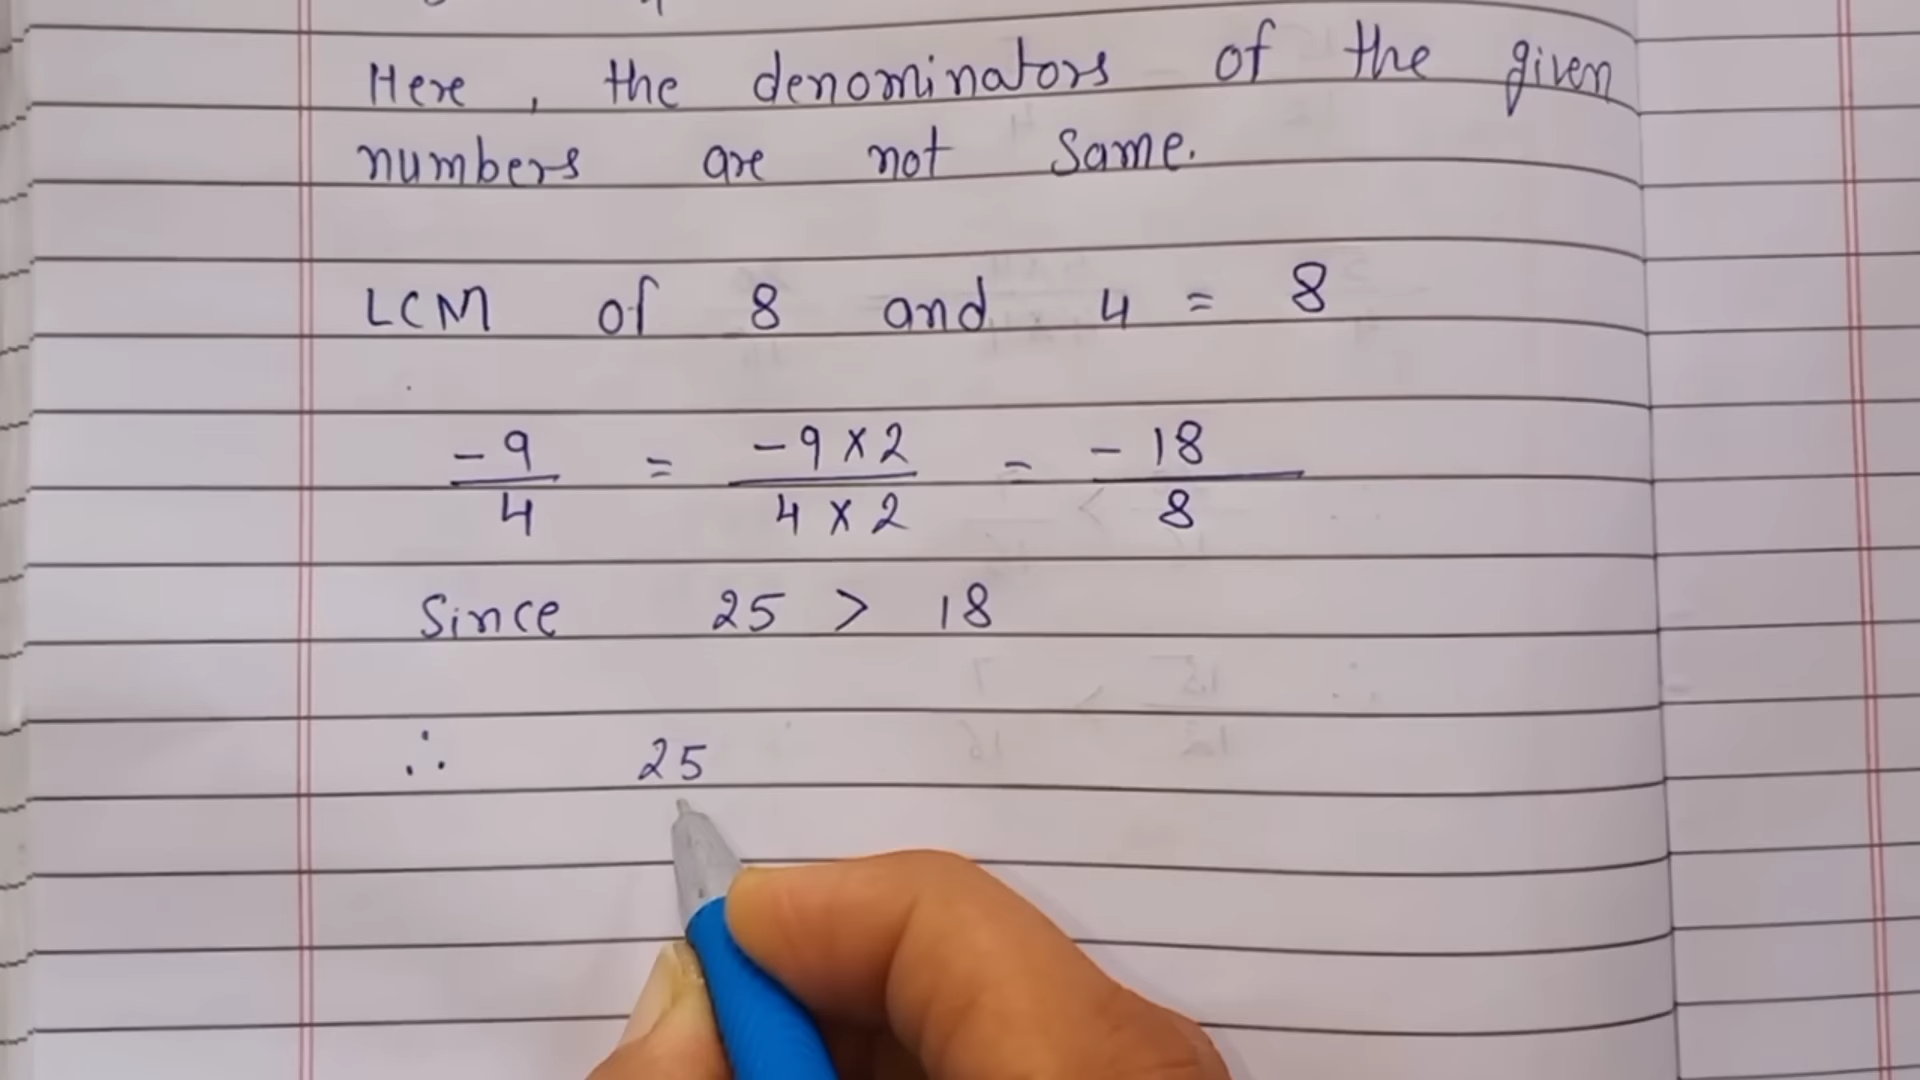 Here, the denominators of the given
numbers are not same.
LCM of 8 and 4 = 8
-9/4 = -9×2/4×2 = -18/8
Since 25 > 18
∴ 25